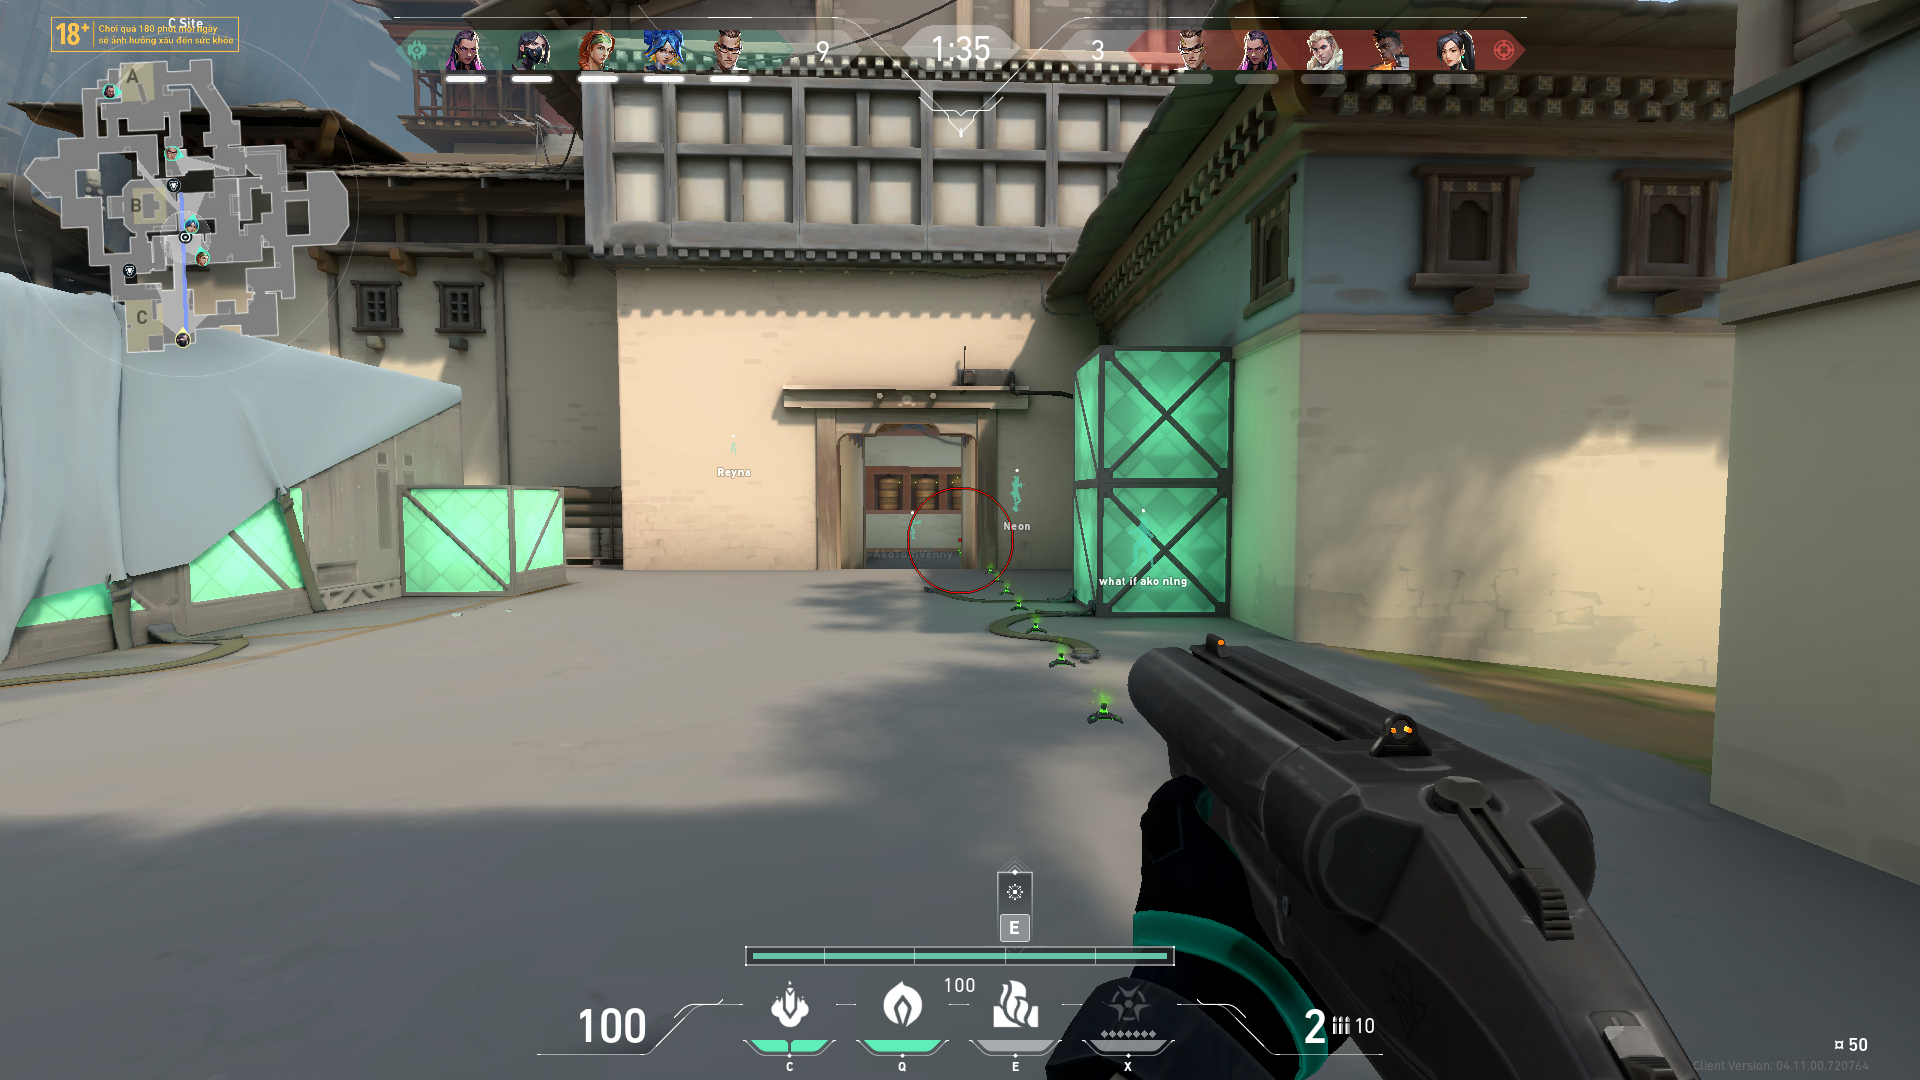 18+
C Site
Chơi quá 180 phút mỗi ngày
sẽ ảnh hưởng xấu đến sức khỏe
9
1:35
3
A
B
C
Reyna
Neon
AkoToSiVenny
what if ako nlng
E
100
100
2
10
C
Q
E
X
¤ 50
Client Version: 04.11.00.720764